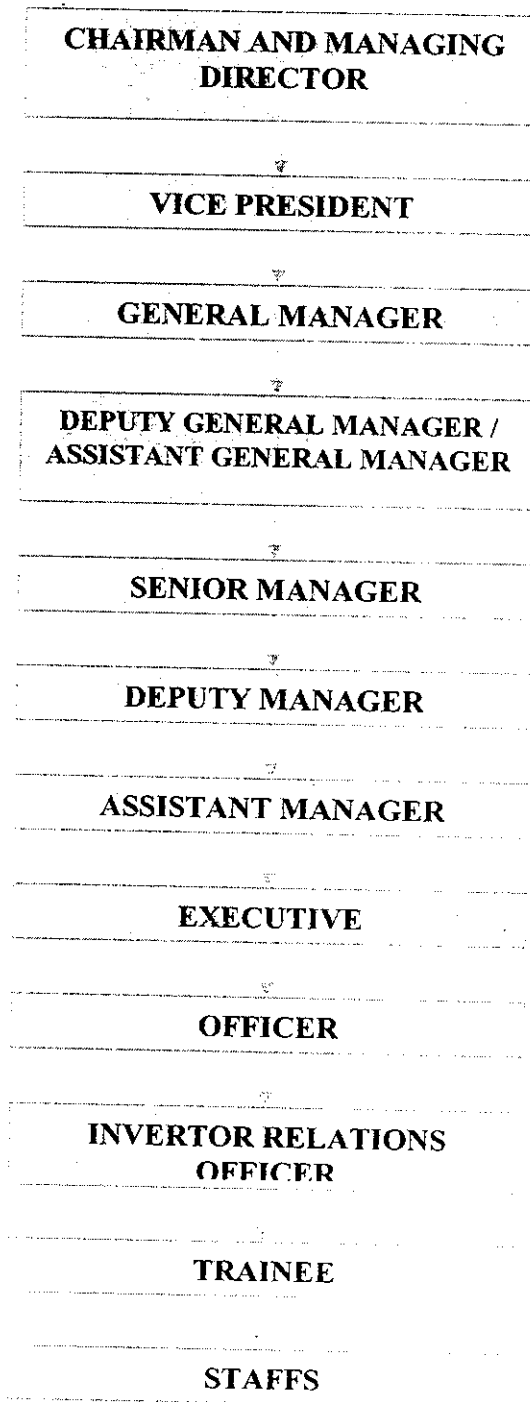 CHAIRMAN AND MANAGING
DIRECTOR
VICE PRESIDENT
GENERAL MANAGER
DEPUTY GENERAL MANAGER /
ASSISTANT GENERAL MANAGER
SENIOR MANAGER
DEPUTY MANAGER
ASSISTANT MANAGER
EXECUTIVE
OFFICER
INVERTOR RELATIONS
OFFICER
TRAINEE
STAFFS